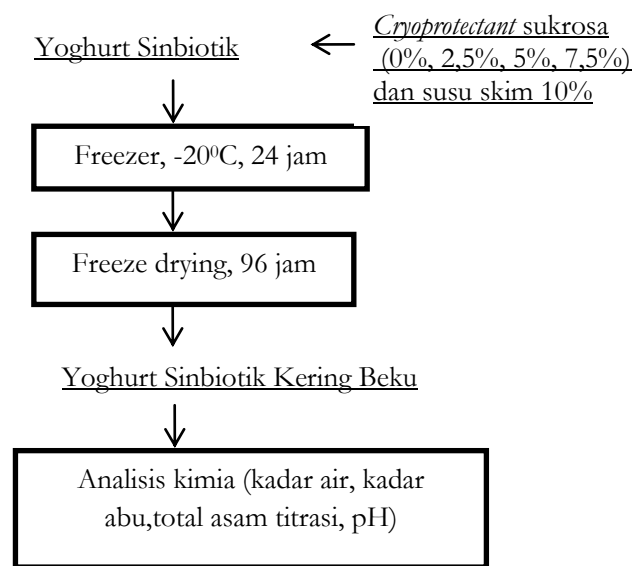 Yoghurt Sinbiotik
Cryoprotectant sukrosa
(0%, 2,5%, 5%, 7,5%)
dan susu skim 10%
Freezer, -20⁰C, 24 jam
Freeze drying, 96 jam
Yoghurt Sinbiotik Kering Beku
Analisis kimia (kadar air, kadar
abu,total asam titrasi, pH)